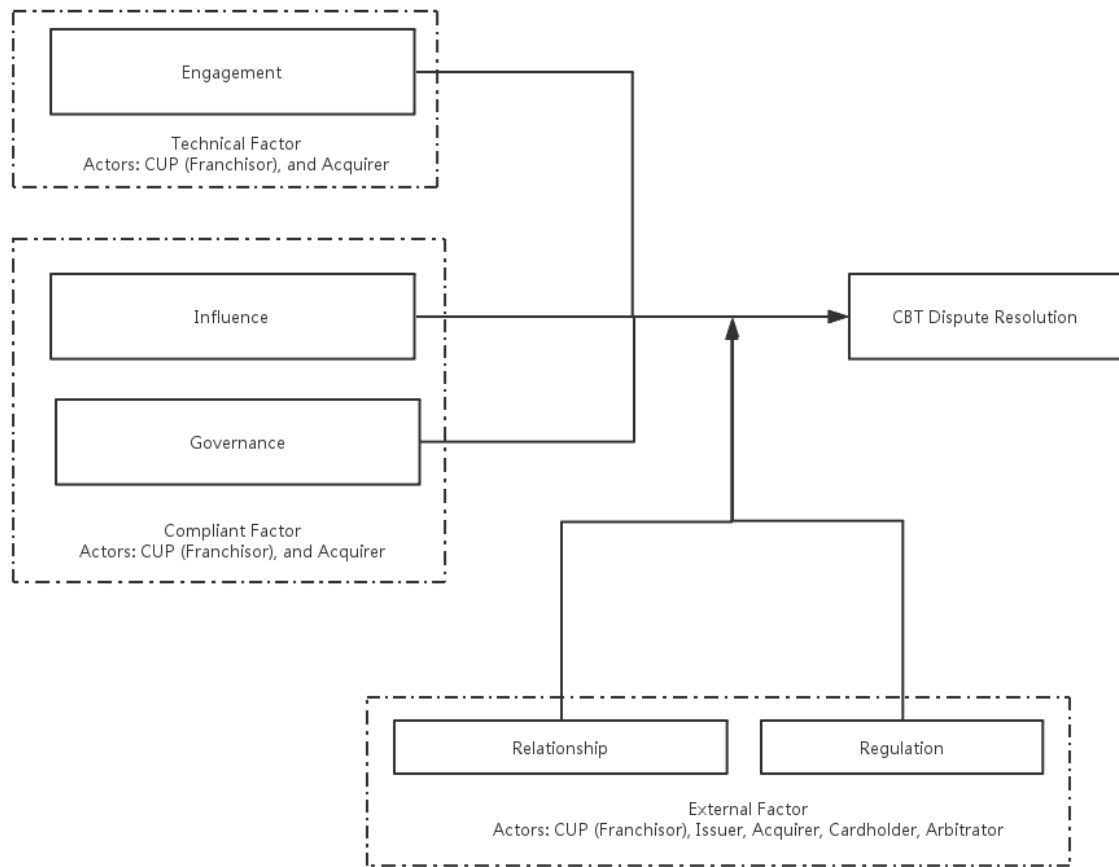 Engagement
Technical Factor
Actors: CUP (Franchisor), and Acquirer
Influence
CBT Dispute Resolution
Governance
Compliant Factor
Actors: CUP (Franchisor), and Acquirer
Relationship
Regulation
External Factor
Actors: CUP (Franchisor), Issuer, Acquirer, Cardholder, Arbitrator